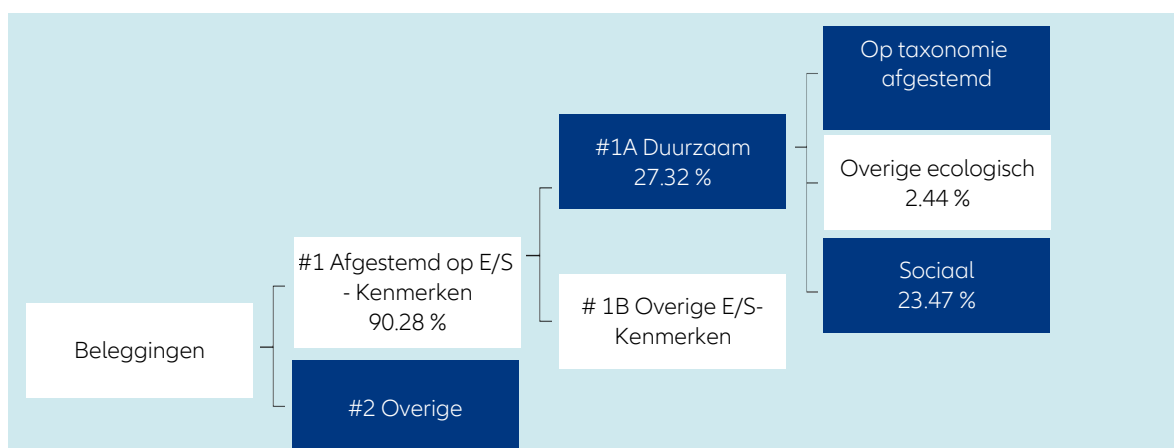 Beleggingen
#1 Afgestemd op E/S
- Kenmerken
90.28 %
#2 Overige
#1A Duurzaam
27.32 %
# 1B Overige E/S-
Kenmerken
Op taxonomie
afgestemd
Overige ecologisch
2.44 %
Sociaal
23.47 %